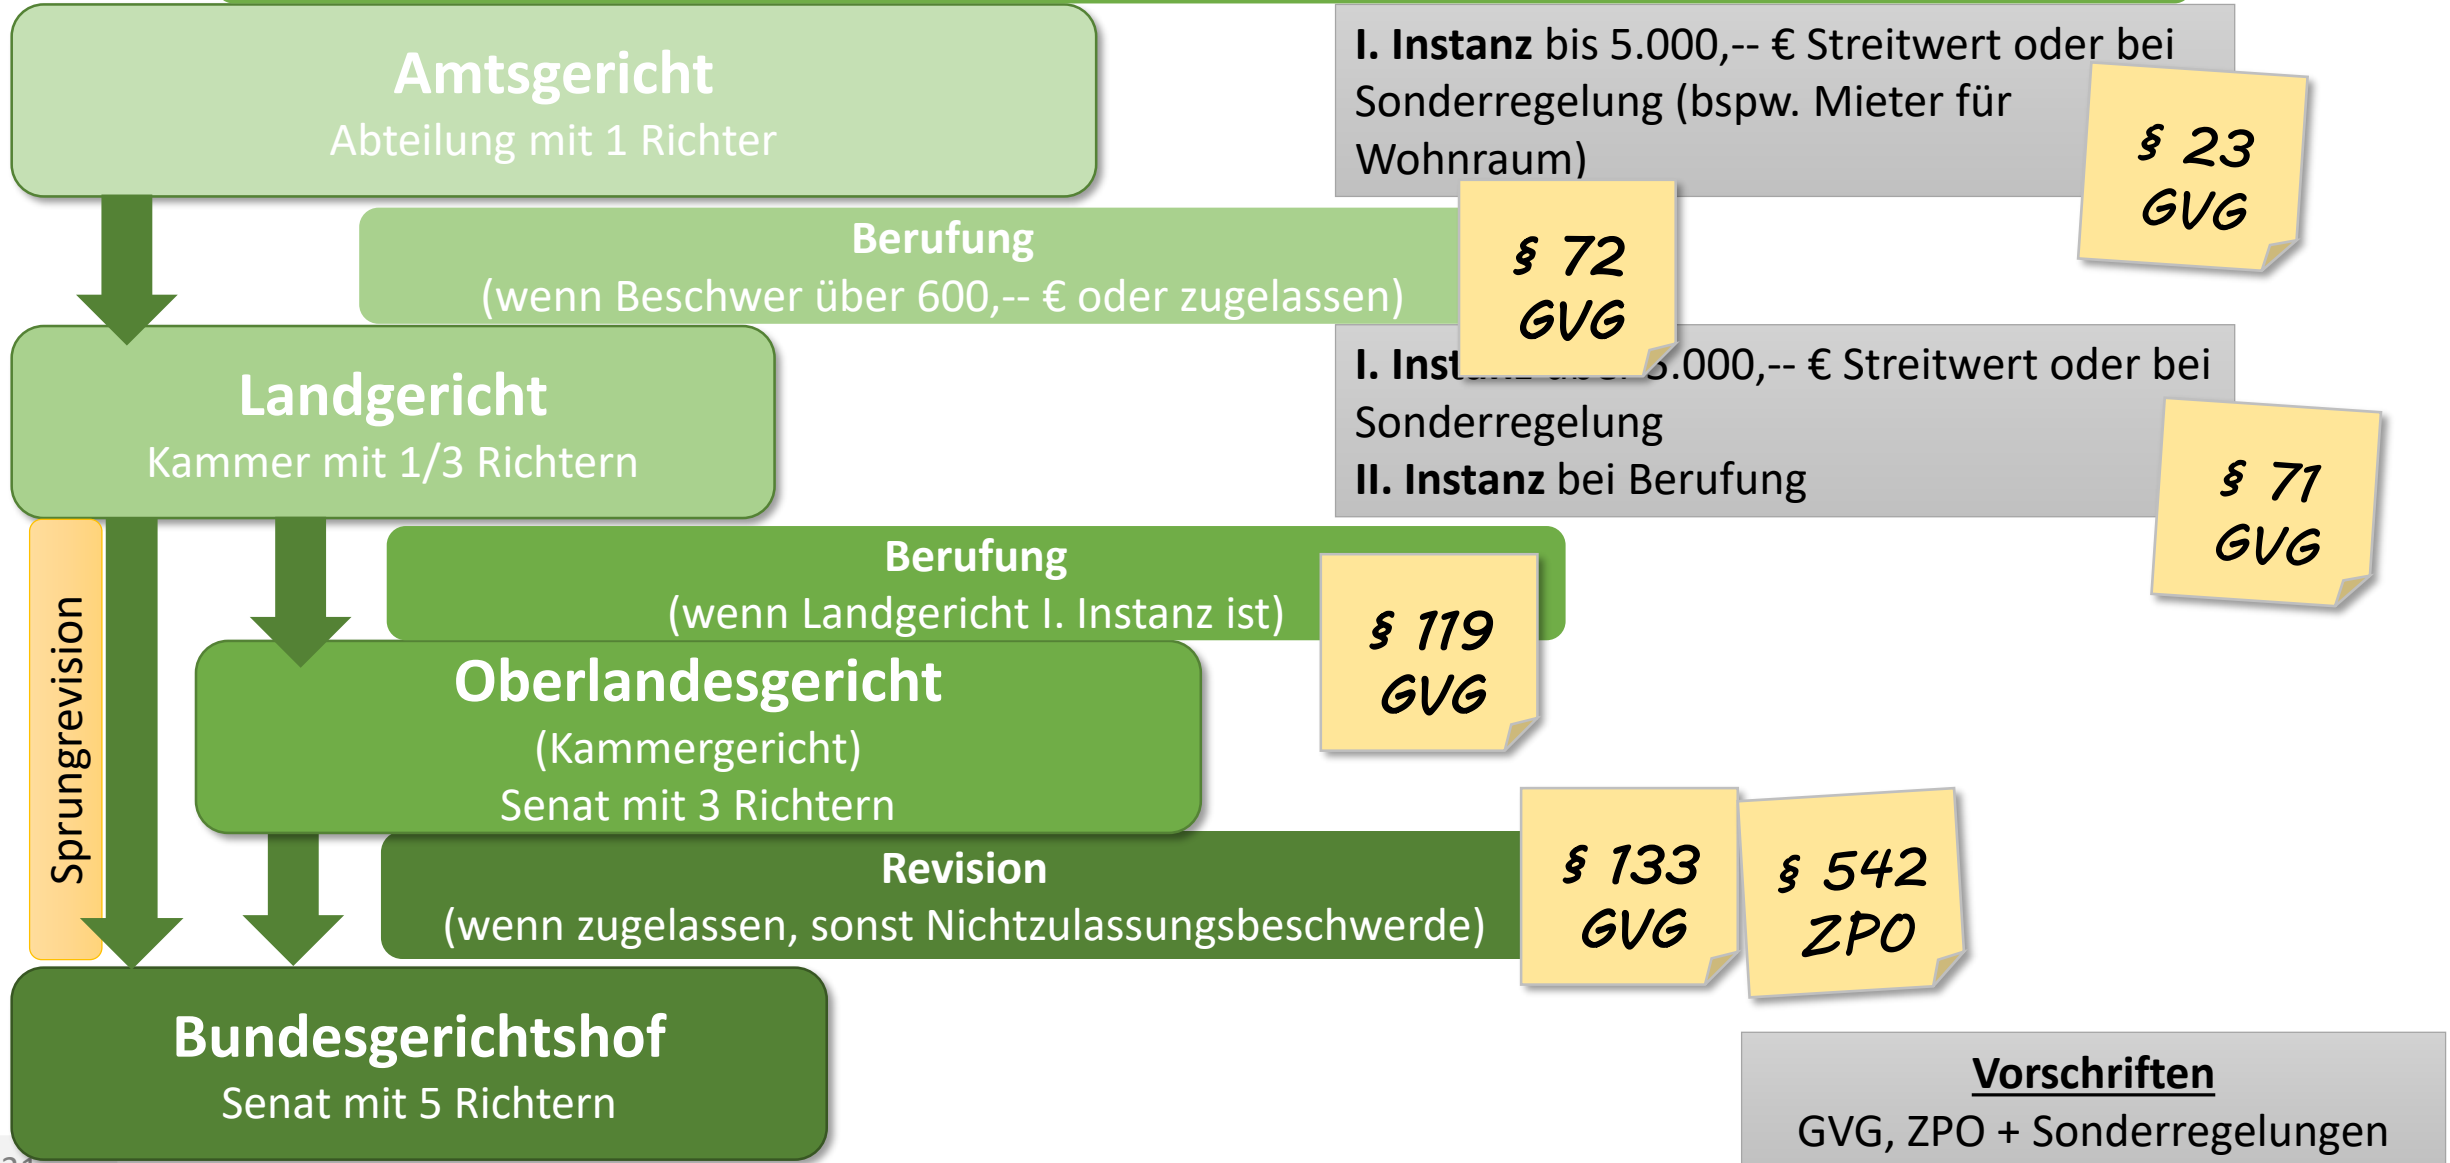 Amtsgericht
Abteilung mit 1 Richter
I. Instanz bis 5.000,-- € Streitwert oder bei
Sonderregelung (bspw. Mieter für
Wohnraum)
§ 23
GVG
Berufung
(wenn Beschwer über 600,-- € oder zugelassen)
§ 72
GVG
Landgericht
Kammer mit 1/3 Richtern
I. Instanz über 5.000,-- € Streitwert oder bei
Sonderregelung
II. Instanz bei Berufung
§ 71
GVG
Sprungrevision
Berufung
(wenn Landgericht I. Instanz ist)
§ 119
GVG
Oberlandesgericht
(Kammergericht)
Senat mit 3 Richtern
Revision
(wenn zugelassen, sonst Nichtzulassungsbeschwerde)
§ 133
GVG
§ 542
ZPO
Bundesgerichtshof
Senat mit 5 Richtern
Vorschriften
GVG, ZPO + Sonderregelungen